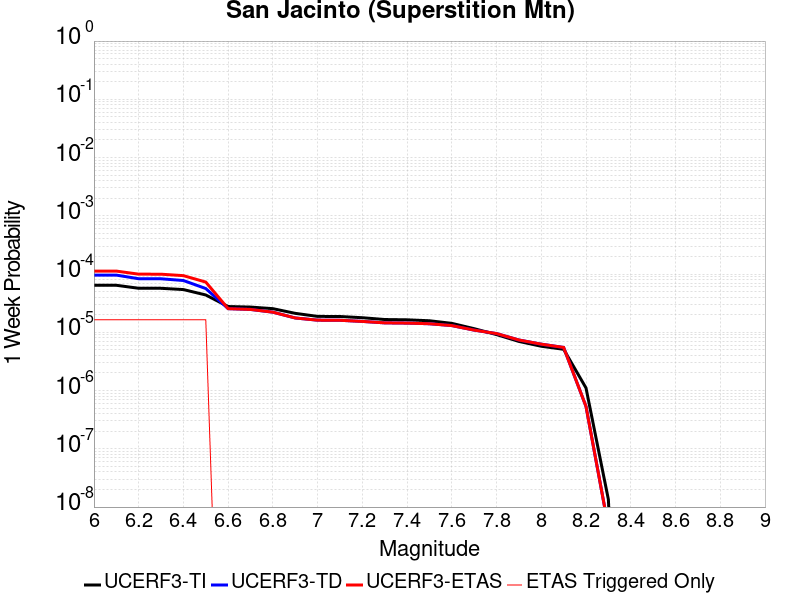 San Jacinto (Superstition Mtn)
10 0
10 -1
10 -2
10 -3
10 -4
10 -5
10 -6
10 -7
10 -8
1 Week Probability
6 6.2 6.4 6.6 6.8 7 7.2 7.4 7.6 7.8 8 8.2 8.4 8.6 8.8 9
Magnitude
UCERF3-TI UCERF3-TD UCERF3-ETAS ETAS Triggered Only